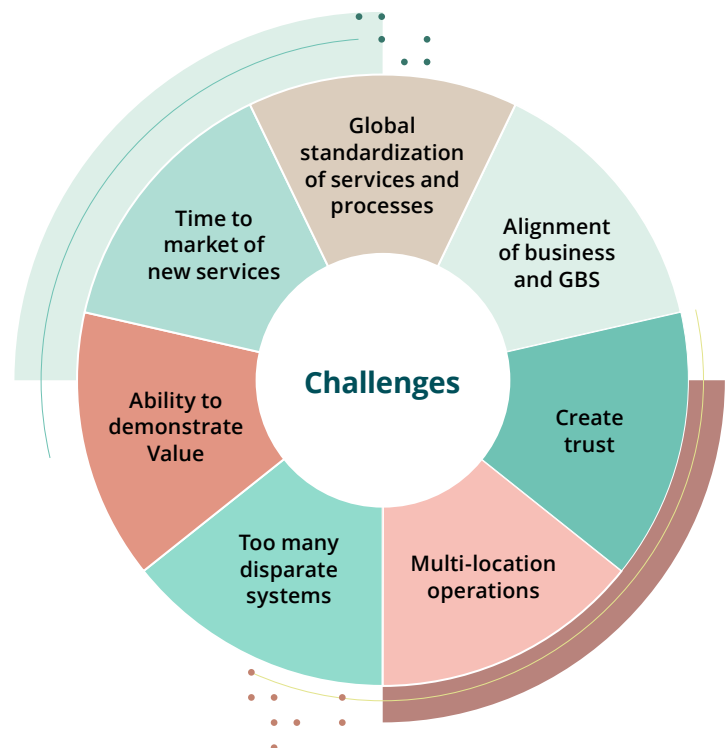 Global
standardization
of services and
processes
Alignment
of business
and GBS
Create
trust
Multi-location
operations
Too many
disparate
systems
Ability to
demonstrate
Value
Time to
market of
new services
Challenges